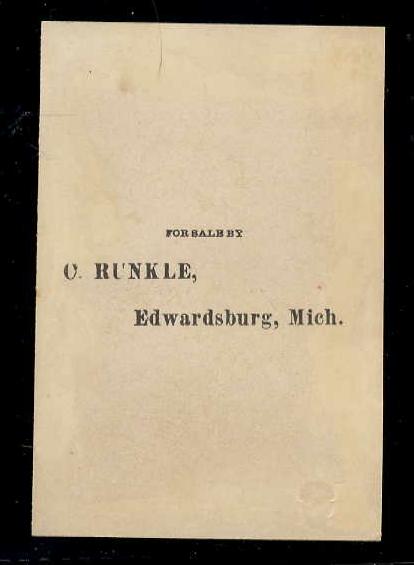 FOR SALE BY
O. RUNKLE,
Edwardsburg, Mich.